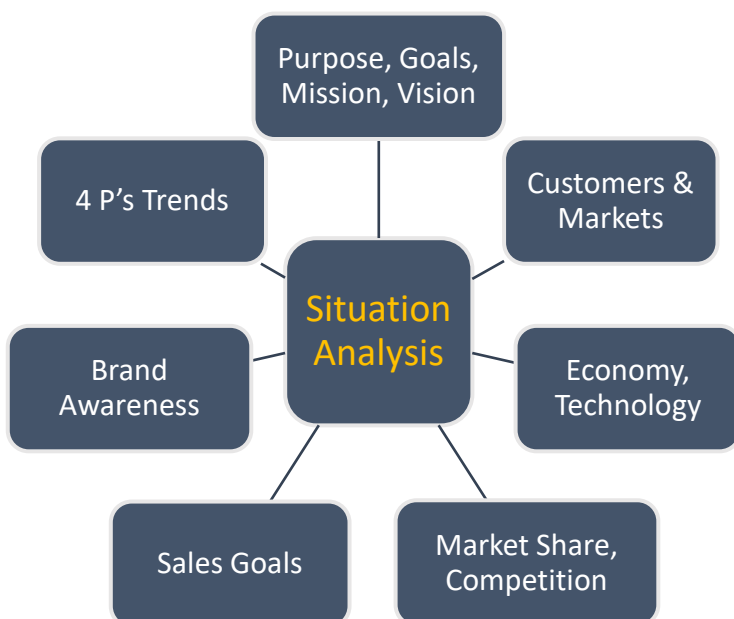 Purpose, Goals,
Mission, Vision
4 P’s Trends
Customers &
Markets
Situation
Analysis
Brand
Awareness
Economy,
Technology
Sales Goals
Market Share,
Competition